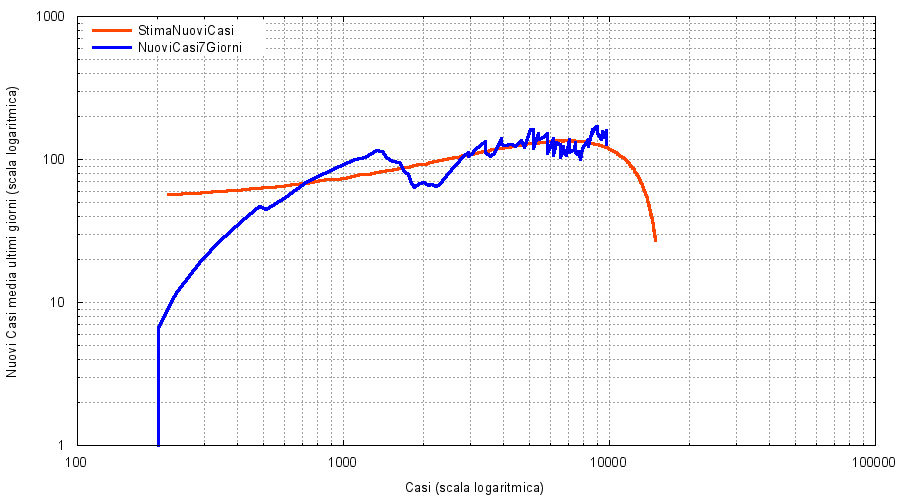 1000
StimaNuoviCasi
NuoviCasi7Giorni
100
10
1
Nuovi Casi media ultimi giorni (scala logaritmica)
100 1000 10000 100000
Casi (scala logaritmica)